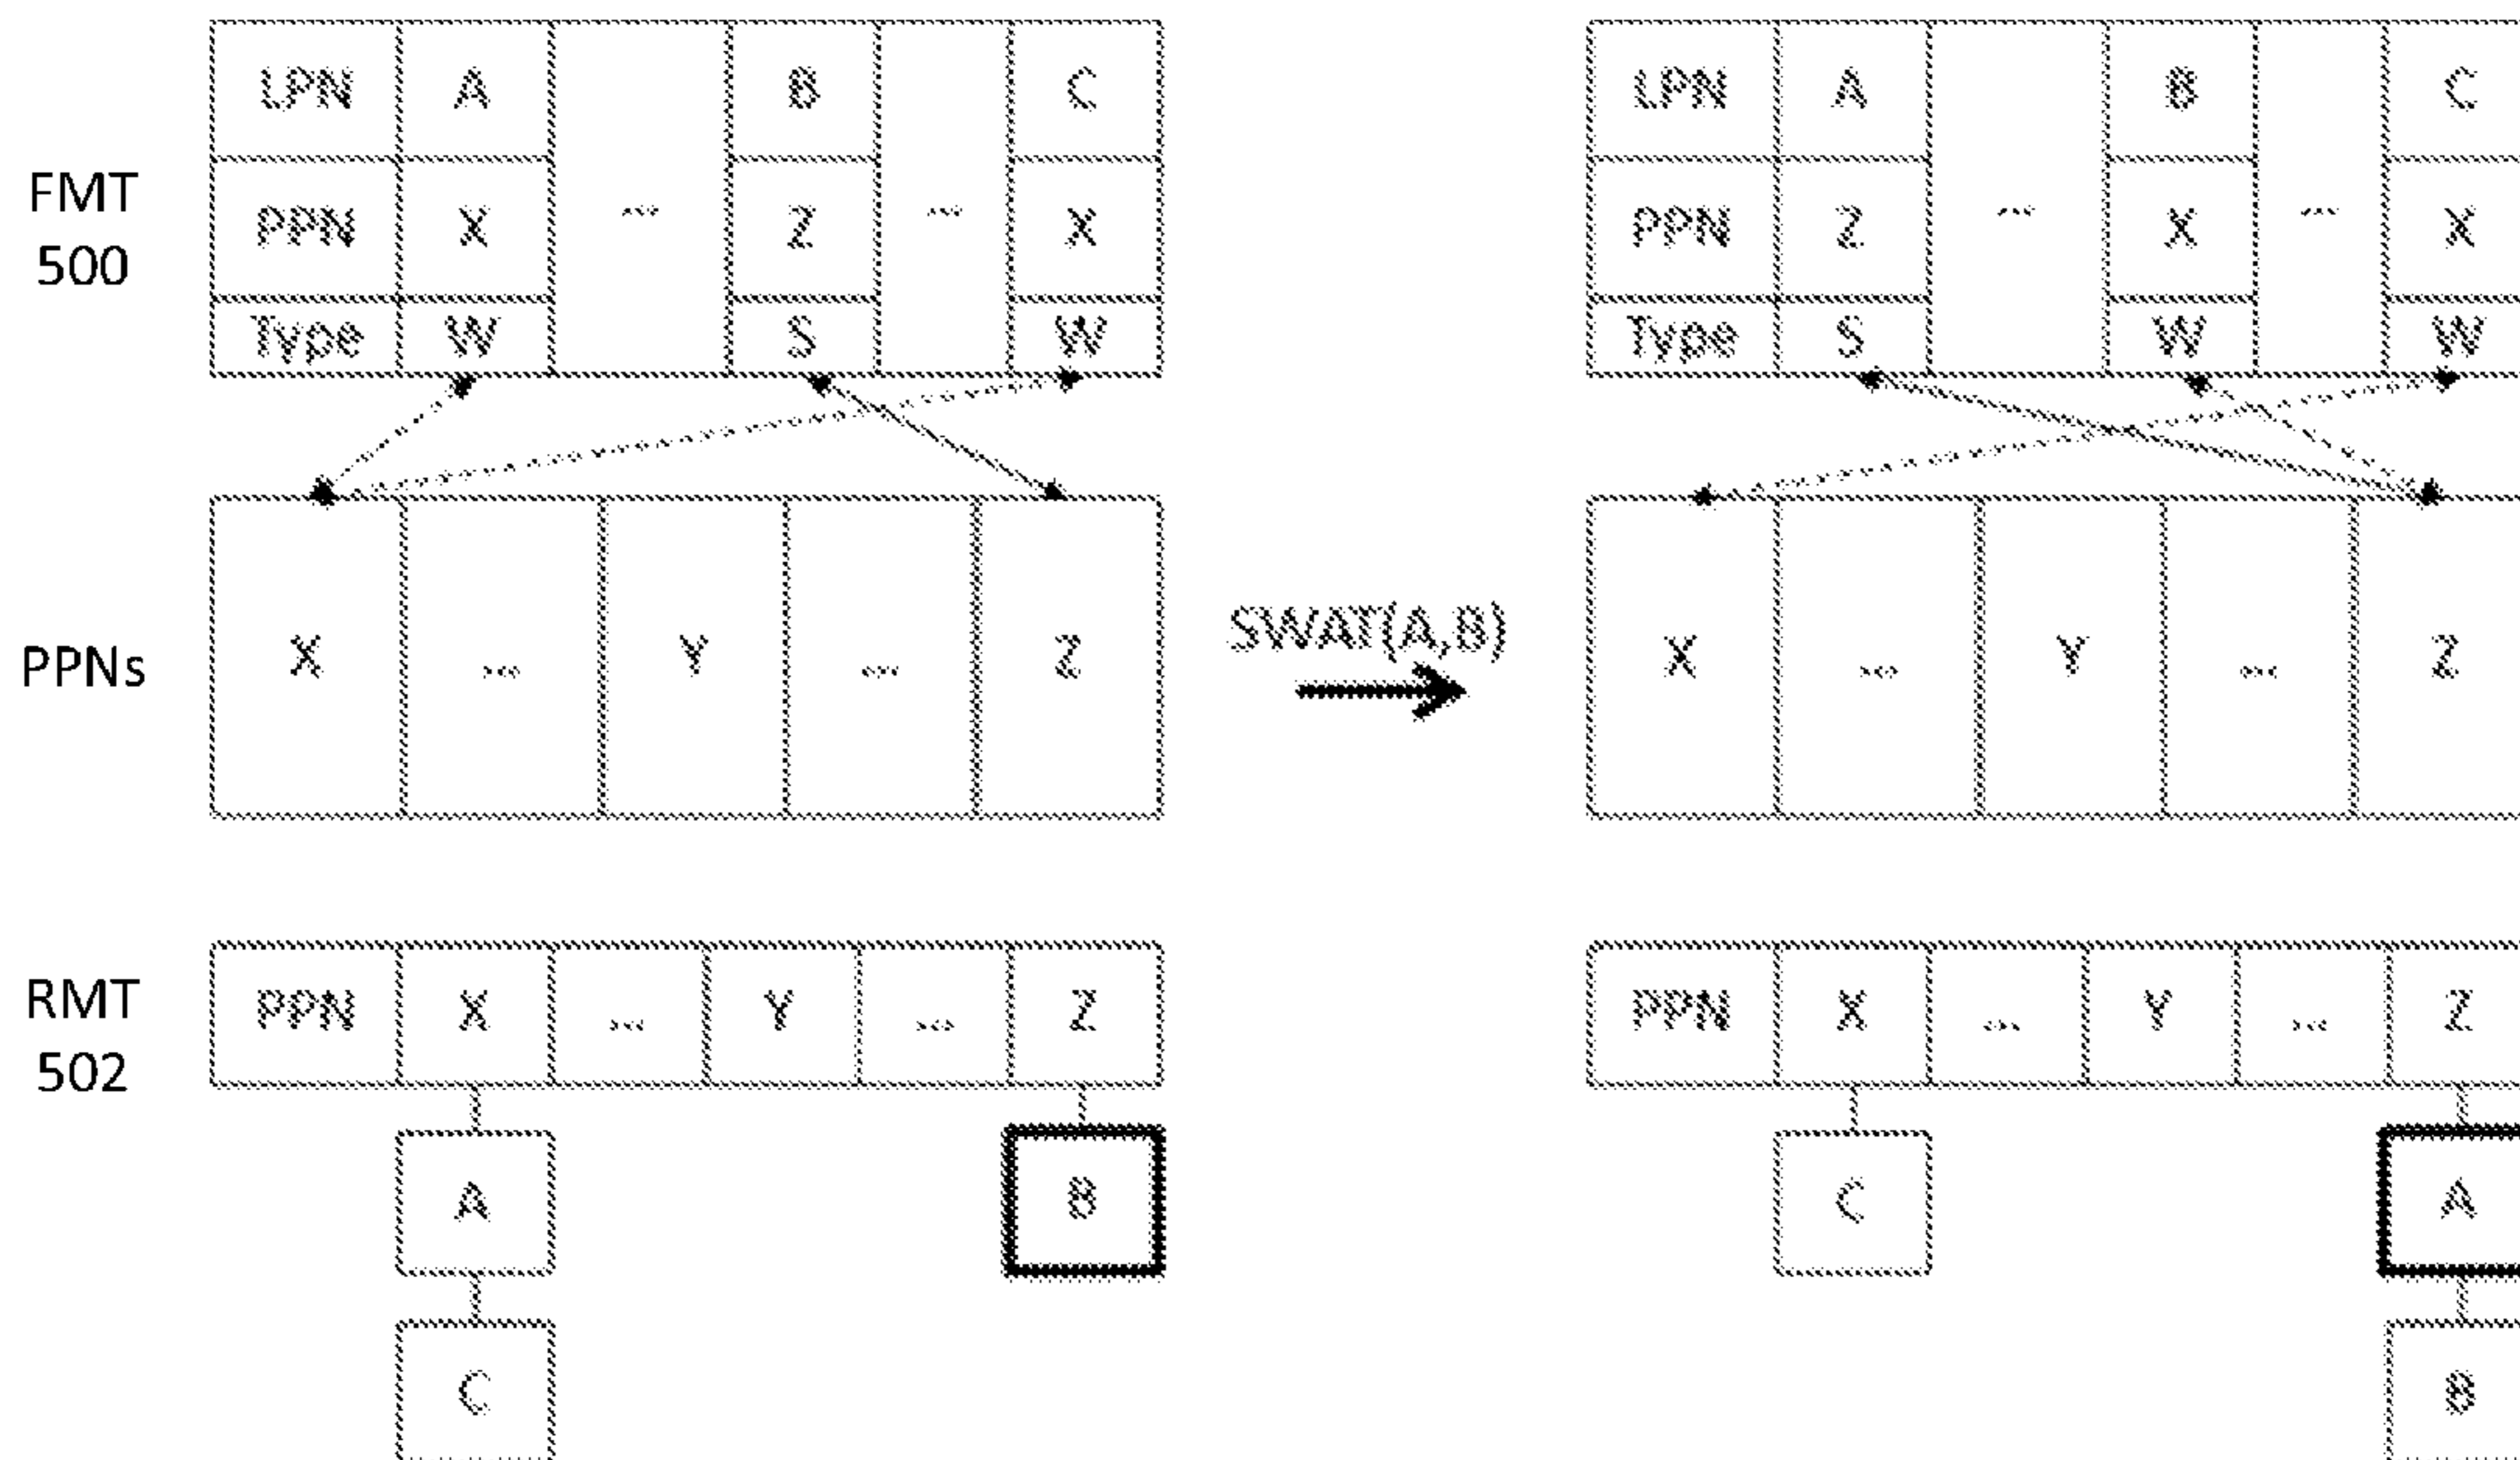 LPN A B C LPN A B C
FMT
500
PPN X ... Z ... X PPN Z ... X ... X
Type W S W Type S W W
PPNs X ... Y ... Z X ... Y ... Z
SWAT(A,B)
RMT
502
PPN X ... Y ... Z PPN X ... Y ... Z
A B C A
C B